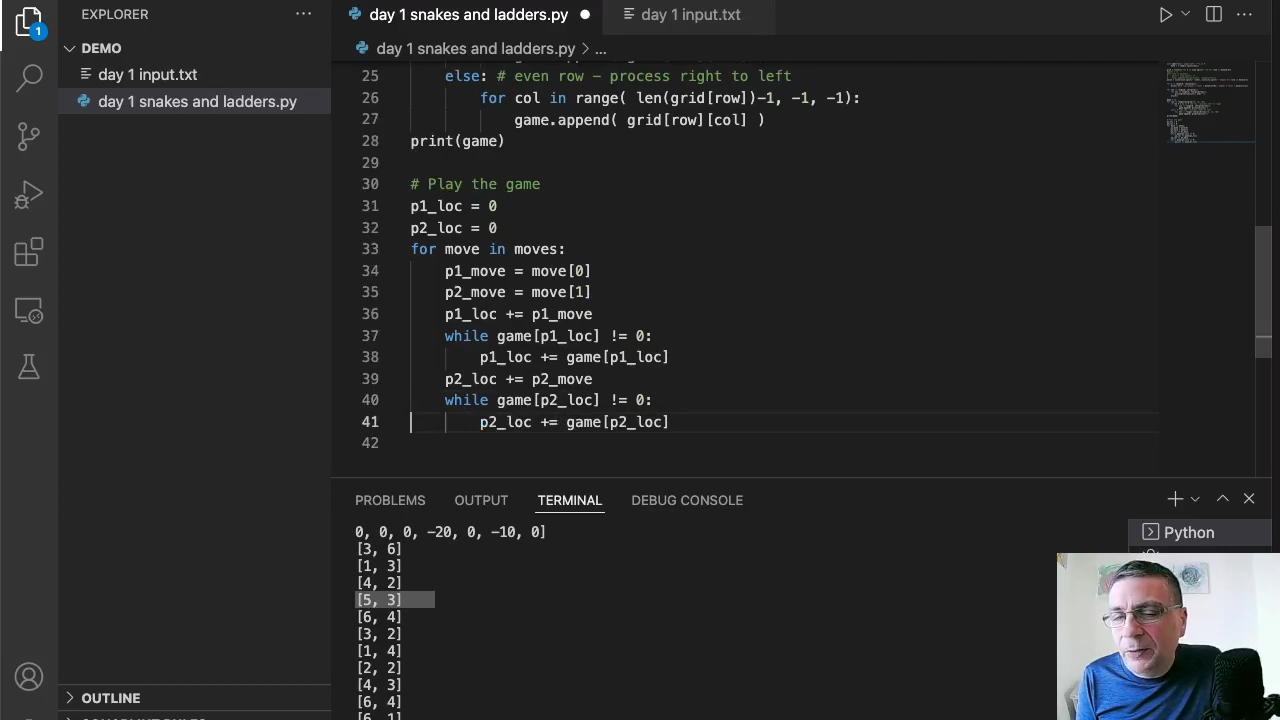 EXPLORER
DEMO
day 1 input.txt
day 1 snakes and ladders.py
OUTLINE
1
day 1 snakes and ladders.py
day 1 input.txt
day 1 snakes and ladders.py > ...
25 else: # even row – process right to left
26 for col in range( len(grid[row])-1, -1, -1):
27 game.append( grid[row][col] )
28 print(game)
29
30 # Play the game
31 p1_loc = 0
32 p2_loc = 0
33 for move in moves:
34 p1_move = move[0]
35 p2_move = move[1]
36 p1_loc += p1_move
37 while game[p1_loc] != 0:
38 p1_loc += game[p1_loc]
39 p2_loc += p2_move
40 while game[p2_loc] != 0:
41 p2_loc += game[p2_loc]
42
PROBLEMS OUTPUT TERMINAL DEBUG CONSOLE
0, 0, 0, -20, 0, -10, 0]
[3, 6]
[1, 3]
[4, 2]
[5, 3]
[6, 4]
[3, 2]
[1, 4]
[2, 2]
[4, 3]
[6, 4]
[6, 1]
Python